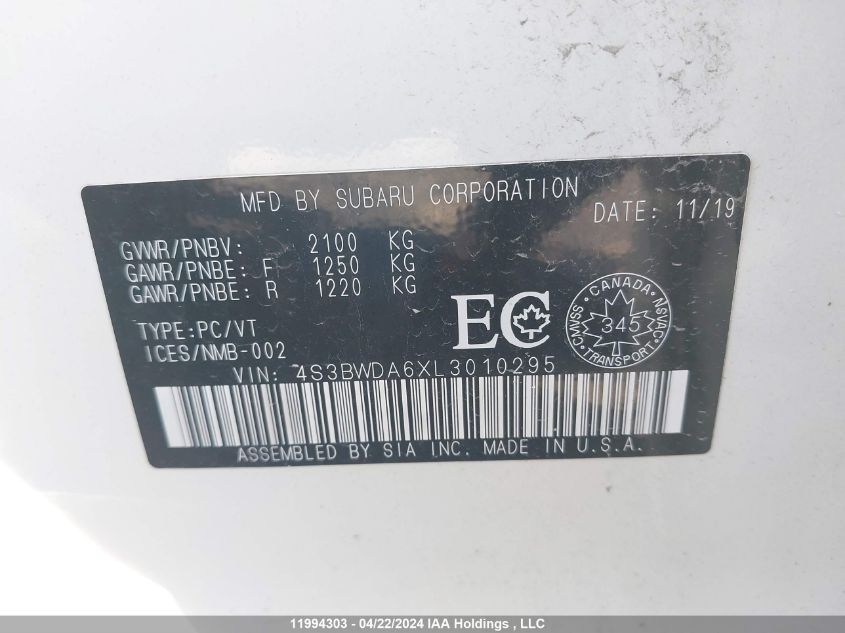 MFD BY SUBARU CORPORATION
DATE: 11/19
GVWR/PNBV: 2100 KG
GAWR/PNBE: F 1250 KG
GAWR/PNBE: R 1220 KG
TYPE:PC/VT
ICES/NMB-002
EC
CANADA
CMVSS 345 NSVAC
TRANSPORT
VIN: 4S3BWDA6XL3010295
ASSEMBLED BY SIA INC. MADE IN U.S.A.
11994303 - 04/22/2024 IAA Holdings , LLC